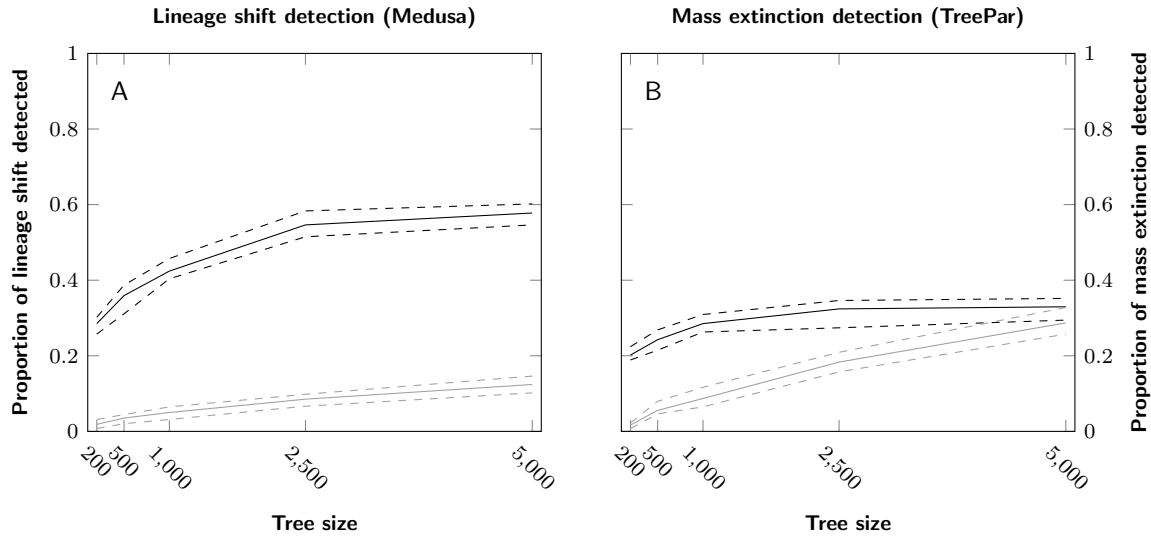 Lineage shift detection (Medusa)
Mass extinction detection (TreePar)
Proportion of lineage shift detected
1
0.8
0.6
0.4
0.2
0
A
200
500
1,000
2,500
5,000
Tree size
B
1
0.8
0.6
0.4
0.2
0
Proportion of mass extinction detected
200
500
1,000
2,500
5,000
Tree size